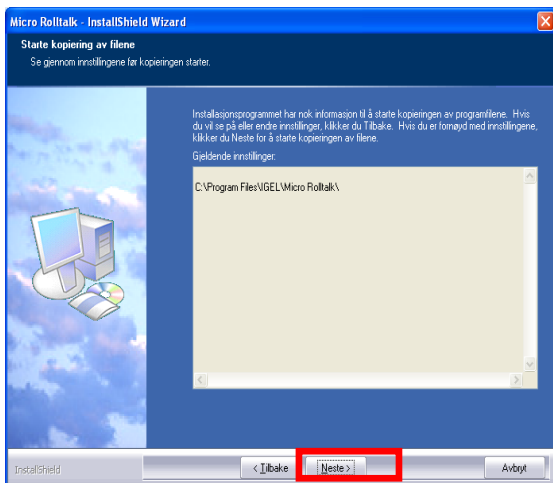 Micro Rolltalk - InstallShield Wizard
Starte kopiering av filene
Se gjennom innstillingene før kopieringen starter.
Installasjonsprogrammet har nok informasjon til å starte kopieringen av programfilene. Hvis
du vil se på eller endre innstillinger, klikker du Tilbake. Hvis du er fornøyd med innstillingene,
klikker du Neste for å starte kopieringen av filene.
Gjeldende innstillinger:
C:\Program Files\IGEL\Micro Rolltalk\
InstallShield
< Tilbake
Neste >
Avbryt